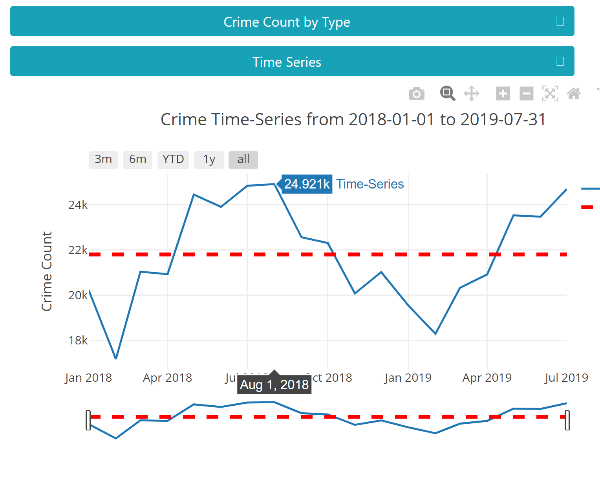 Crime Count by Type
Time Series
Crime Time-Series from 2018-01-01 to 2019-07-31
3m 6m YTD 1y all
24.921k Time-Series
24k
22k
20k
18k
Crime Count
Jan 2018 Apr 2018 Oct 2018 Jan 2019 Apr 2019 Jul 2019
Aug 1, 2018